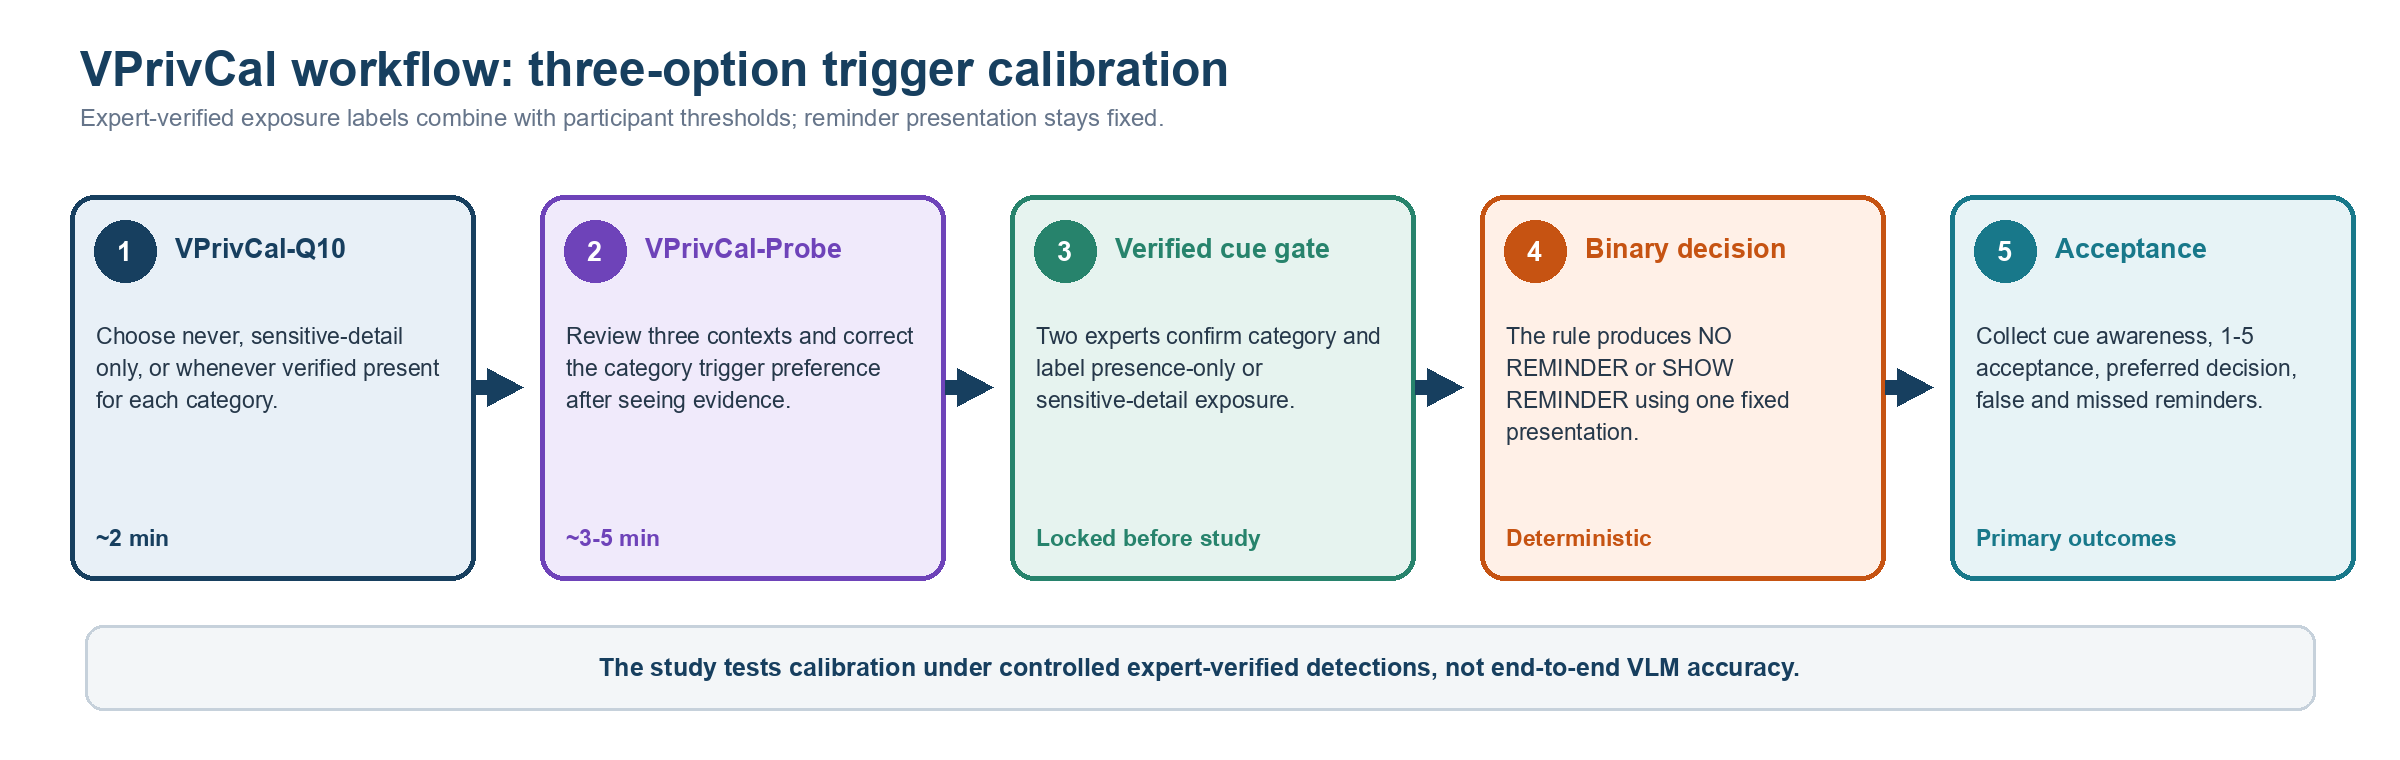 VPrivCal workflow: three-option trigger calibration
Expert-verified exposure labels combine with participant thresholds; reminder presentation stays fixed.
1 VPrivCal-Q10
Choose never, sensitive-detail
only, or whenever verified present
for each category.
~2 min
2 VPrivCal-Probe
Review three contexts and correct
the category trigger preference
after seeing evidence.
~3-5 min
3 Verified cue gate
Two experts confirm category and
label presence-only or
sensitive-detail exposure.
Locked before study
4 Binary decision
The rule produces NO
REMINDER or SHOW
REMINDER using one fixed
presentation.
Deterministic
5 Acceptance
Collect cue awareness, 1-5
acceptance, preferred decision,
false and missed reminders.
Primary outcomes
The study tests calibration under controlled expert-verified detections, not end-to-end VLM accuracy.